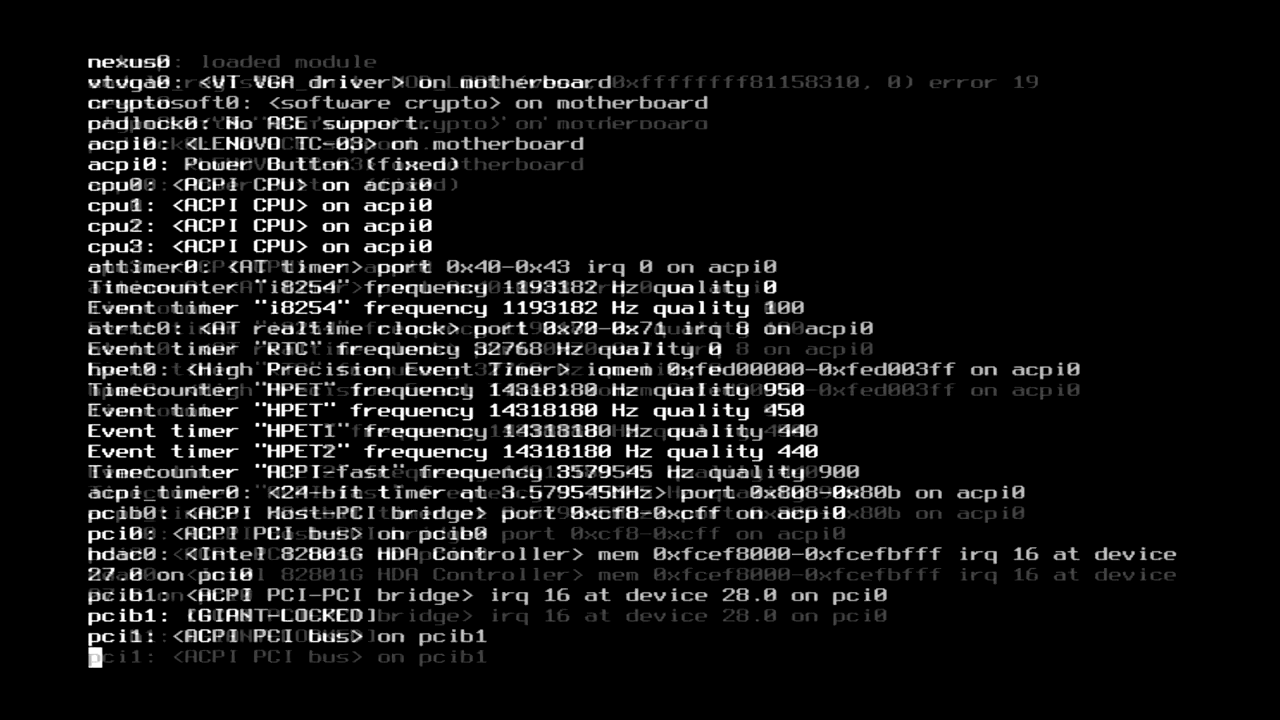 nexus0: loaded module
vtvga0: <VT VGA driver> on motherboard0xffffffff81158310, 0) error 19
cryptosoft0: <software crypto> on motherboard
padlock0: No ACE support.
acpi0: <LENOVO TC-03> on motherboard
acpi0: Power Button (fixed)
cpu0: <ACPI CPU> on acpi0
cpu1: <ACPI CPU> on acpi0
cpu2: <ACPI CPU> on acpi0
cpu3: <ACPI CPU> on acpi0
attimer0: <AT timer> port 0x40-0x43 irq 0 on acpi0
Timecounter "i8254" frequency 1193182 Hz quality 0
Event timer "i8254" frequency 1193182 Hz quality 100
atrtc0: <AT realtime clock> port 0x70-0x71 irq 8 on acpi0
Event timer "RTC" frequency 32768 Hz quality 0
hpet0: <High Precision Event Timer> iomem 0xfed00000-0xfed003ff on acpi0
Timecounter "HPET" frequency 14318180 Hz quality 950
Event timer "HPET" frequency 14318180 Hz quality 450
Event timer "HPET1" frequency 14318180 Hz quality 440
Event timer "HPET2" frequency 14318180 Hz quality 440
Timecounter "ACPI-fast" frequency 3579545 Hz quality 900
acpi_timer0: <24-bit timer at 3.579545MHz> port 0x808-0x80b on acpi0
pcib0: <ACPI Host-PCI bridge> port 0xcf8-0xcff on acpi0
pci0: <ACPI PCI bus> on pcib0
hdac0: <Intel 82801G HDA Controller> mem 0xfcef8000-0xfcefbfff irq 16 at device
27.0 on pci0
pcib1: <ACPI PCI-PCI bridge> irq 16 at device 28.0 on pci0
pcib1: [GIANT-LOCKED]
pci1: <ACPI PCI bus> on pcib1
pci1: <ACPI PCI bus> on pcib1